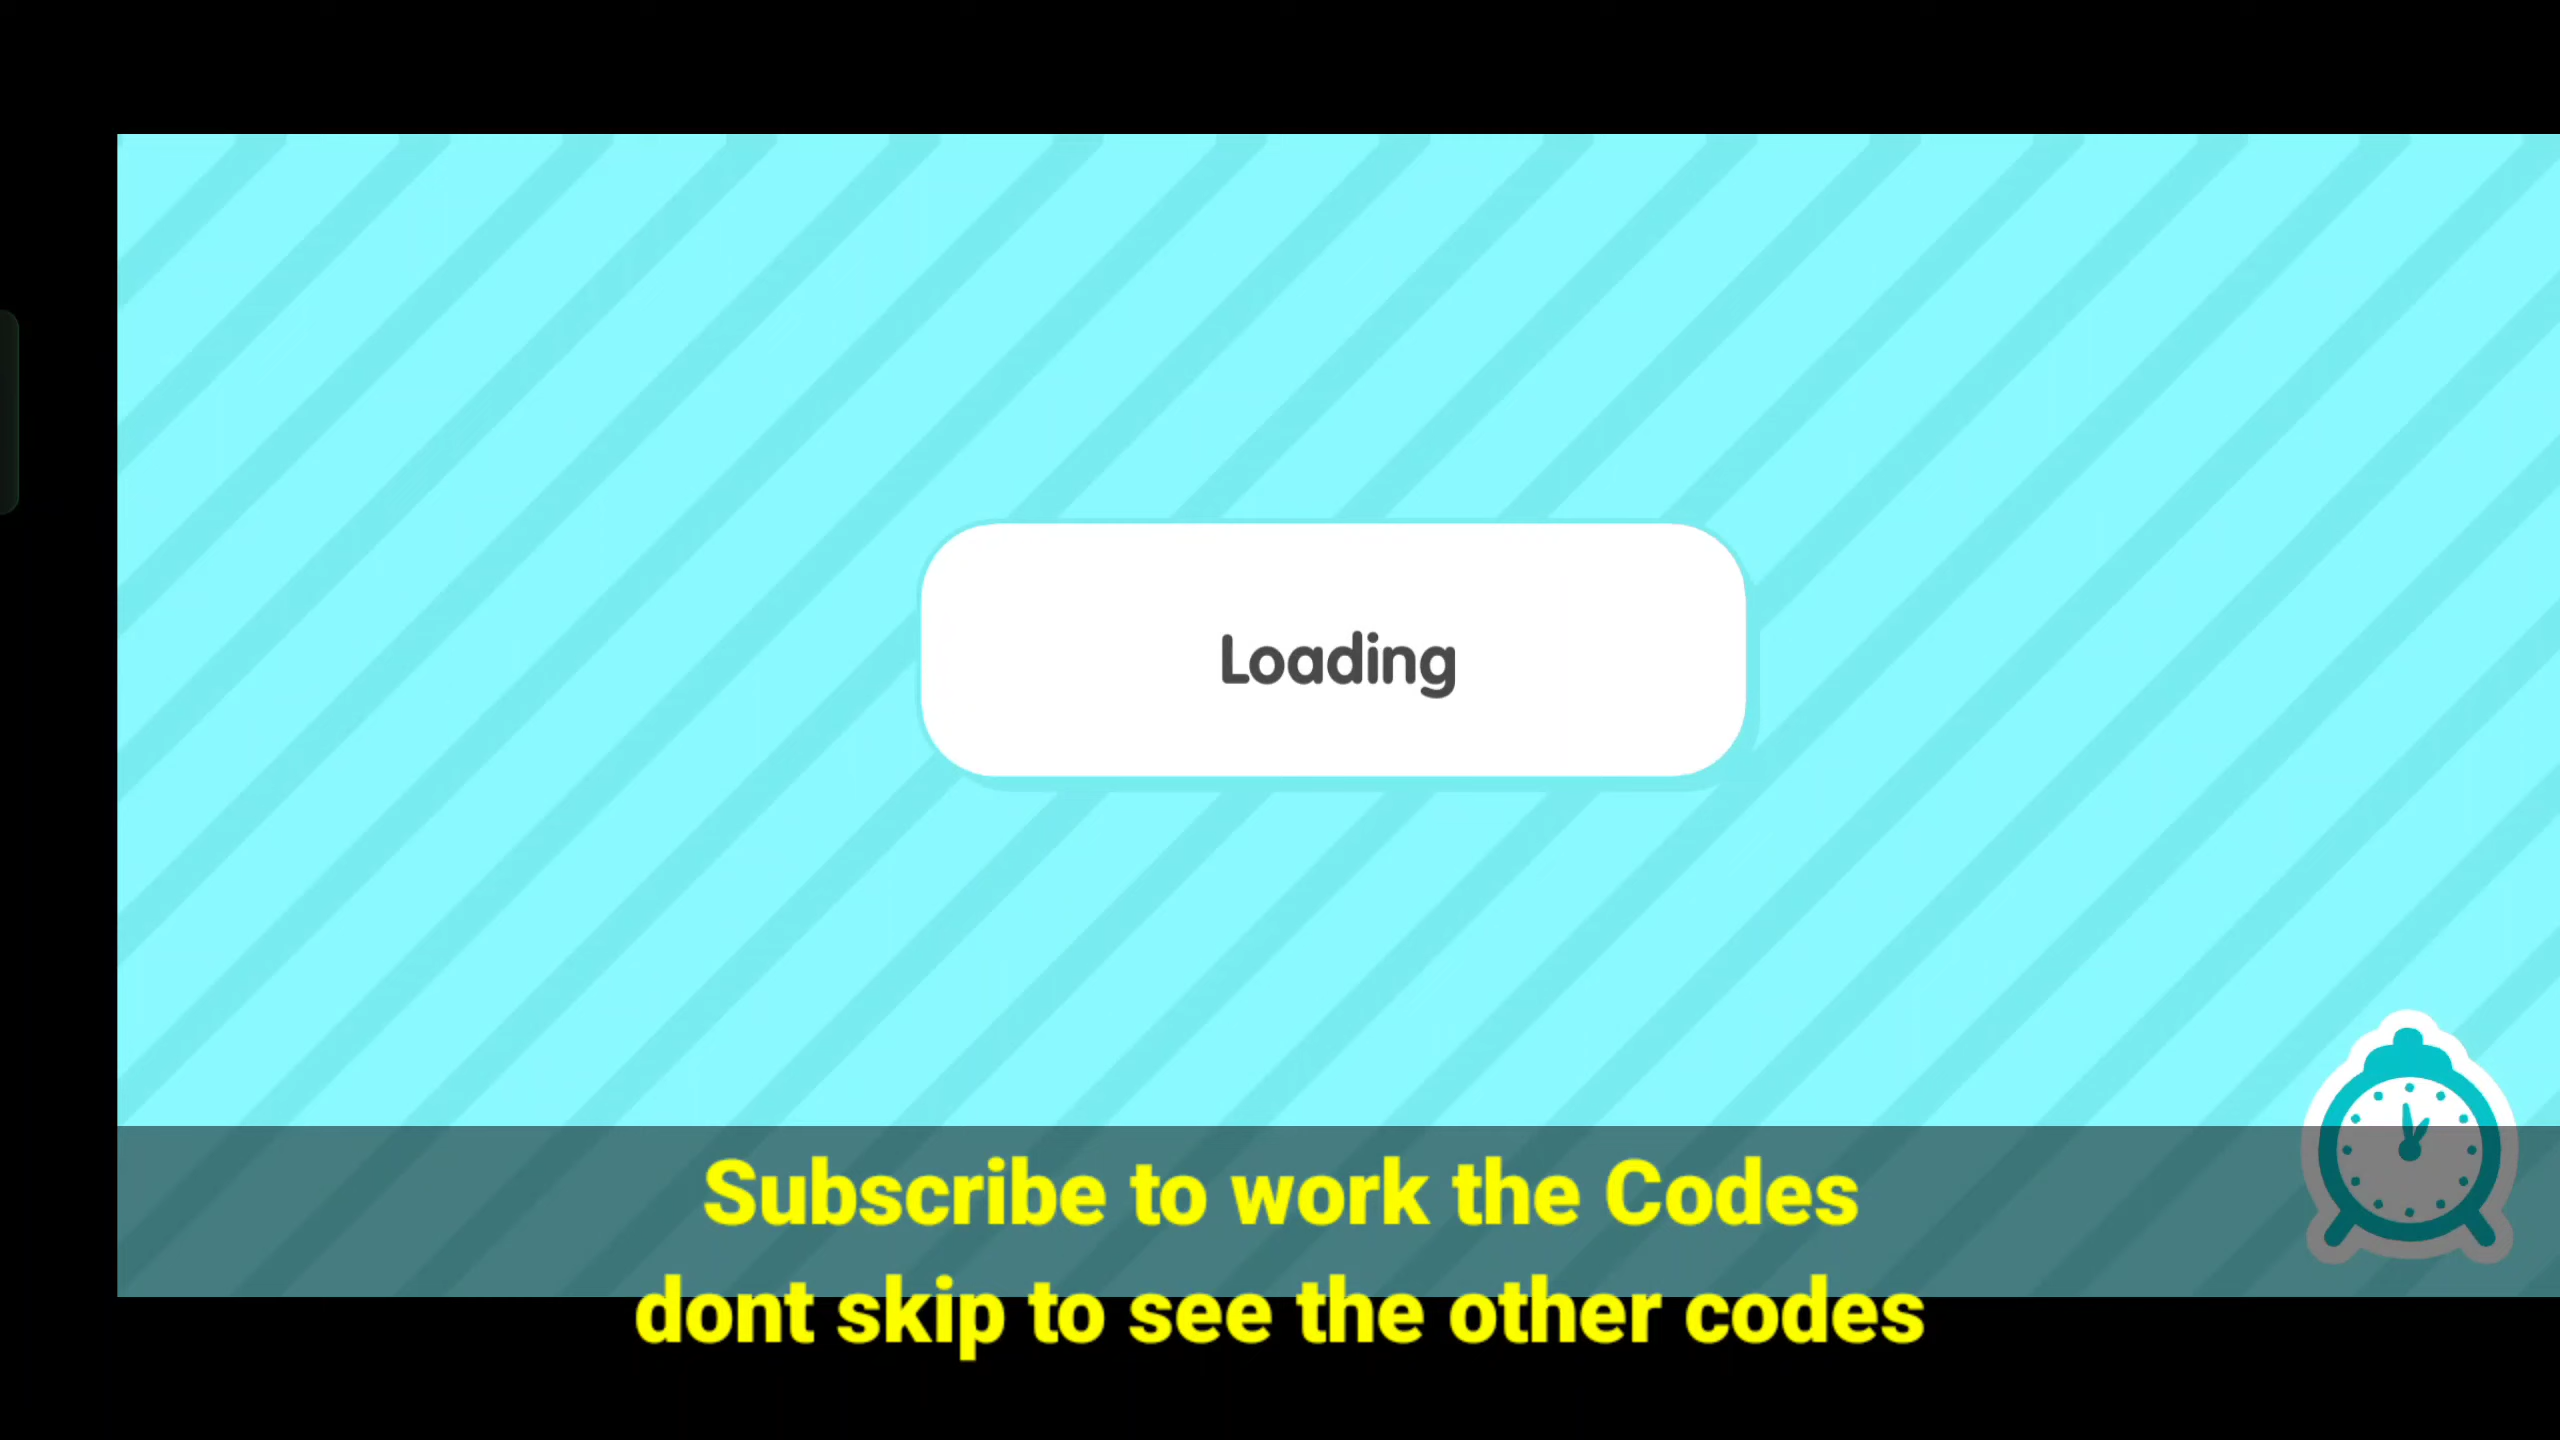 Loading
Subscribe to work the Codes
dont skip to see the other codes